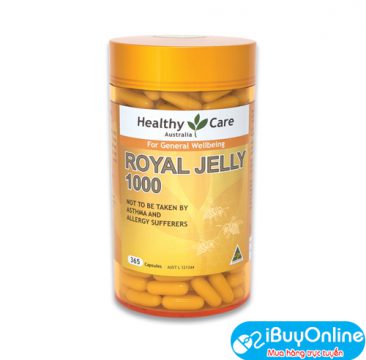 Healthy Care
Australia
For General Wellbeing
ROYAL JELLY
1000
NOT TO BE TAKEN BY
ASTHMA AND
ALLERGY SUFFERERS
365 Capsules
iBuyOnline
Mua hàng trực tuyến